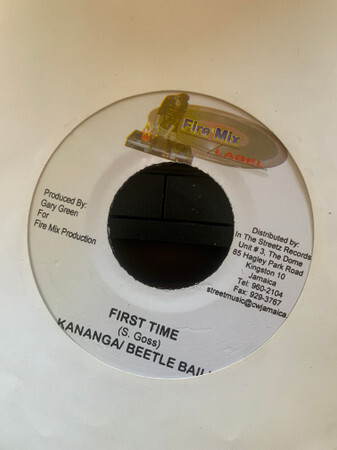 Fire Mix
LABEL
Produced By:
Gary Green
For
Fire Mix Production
Distributed by:
In The Streetz Records
Unit # 3, The Dome
85 Hagley Park Road
Kingston 10
Jamaica
Tel: 960-2104
Fax: 929-3767
streetmusic@cwjamaica.
FIRST TIME
(S. Goss)
KANANGA/ BEETLE BAIL